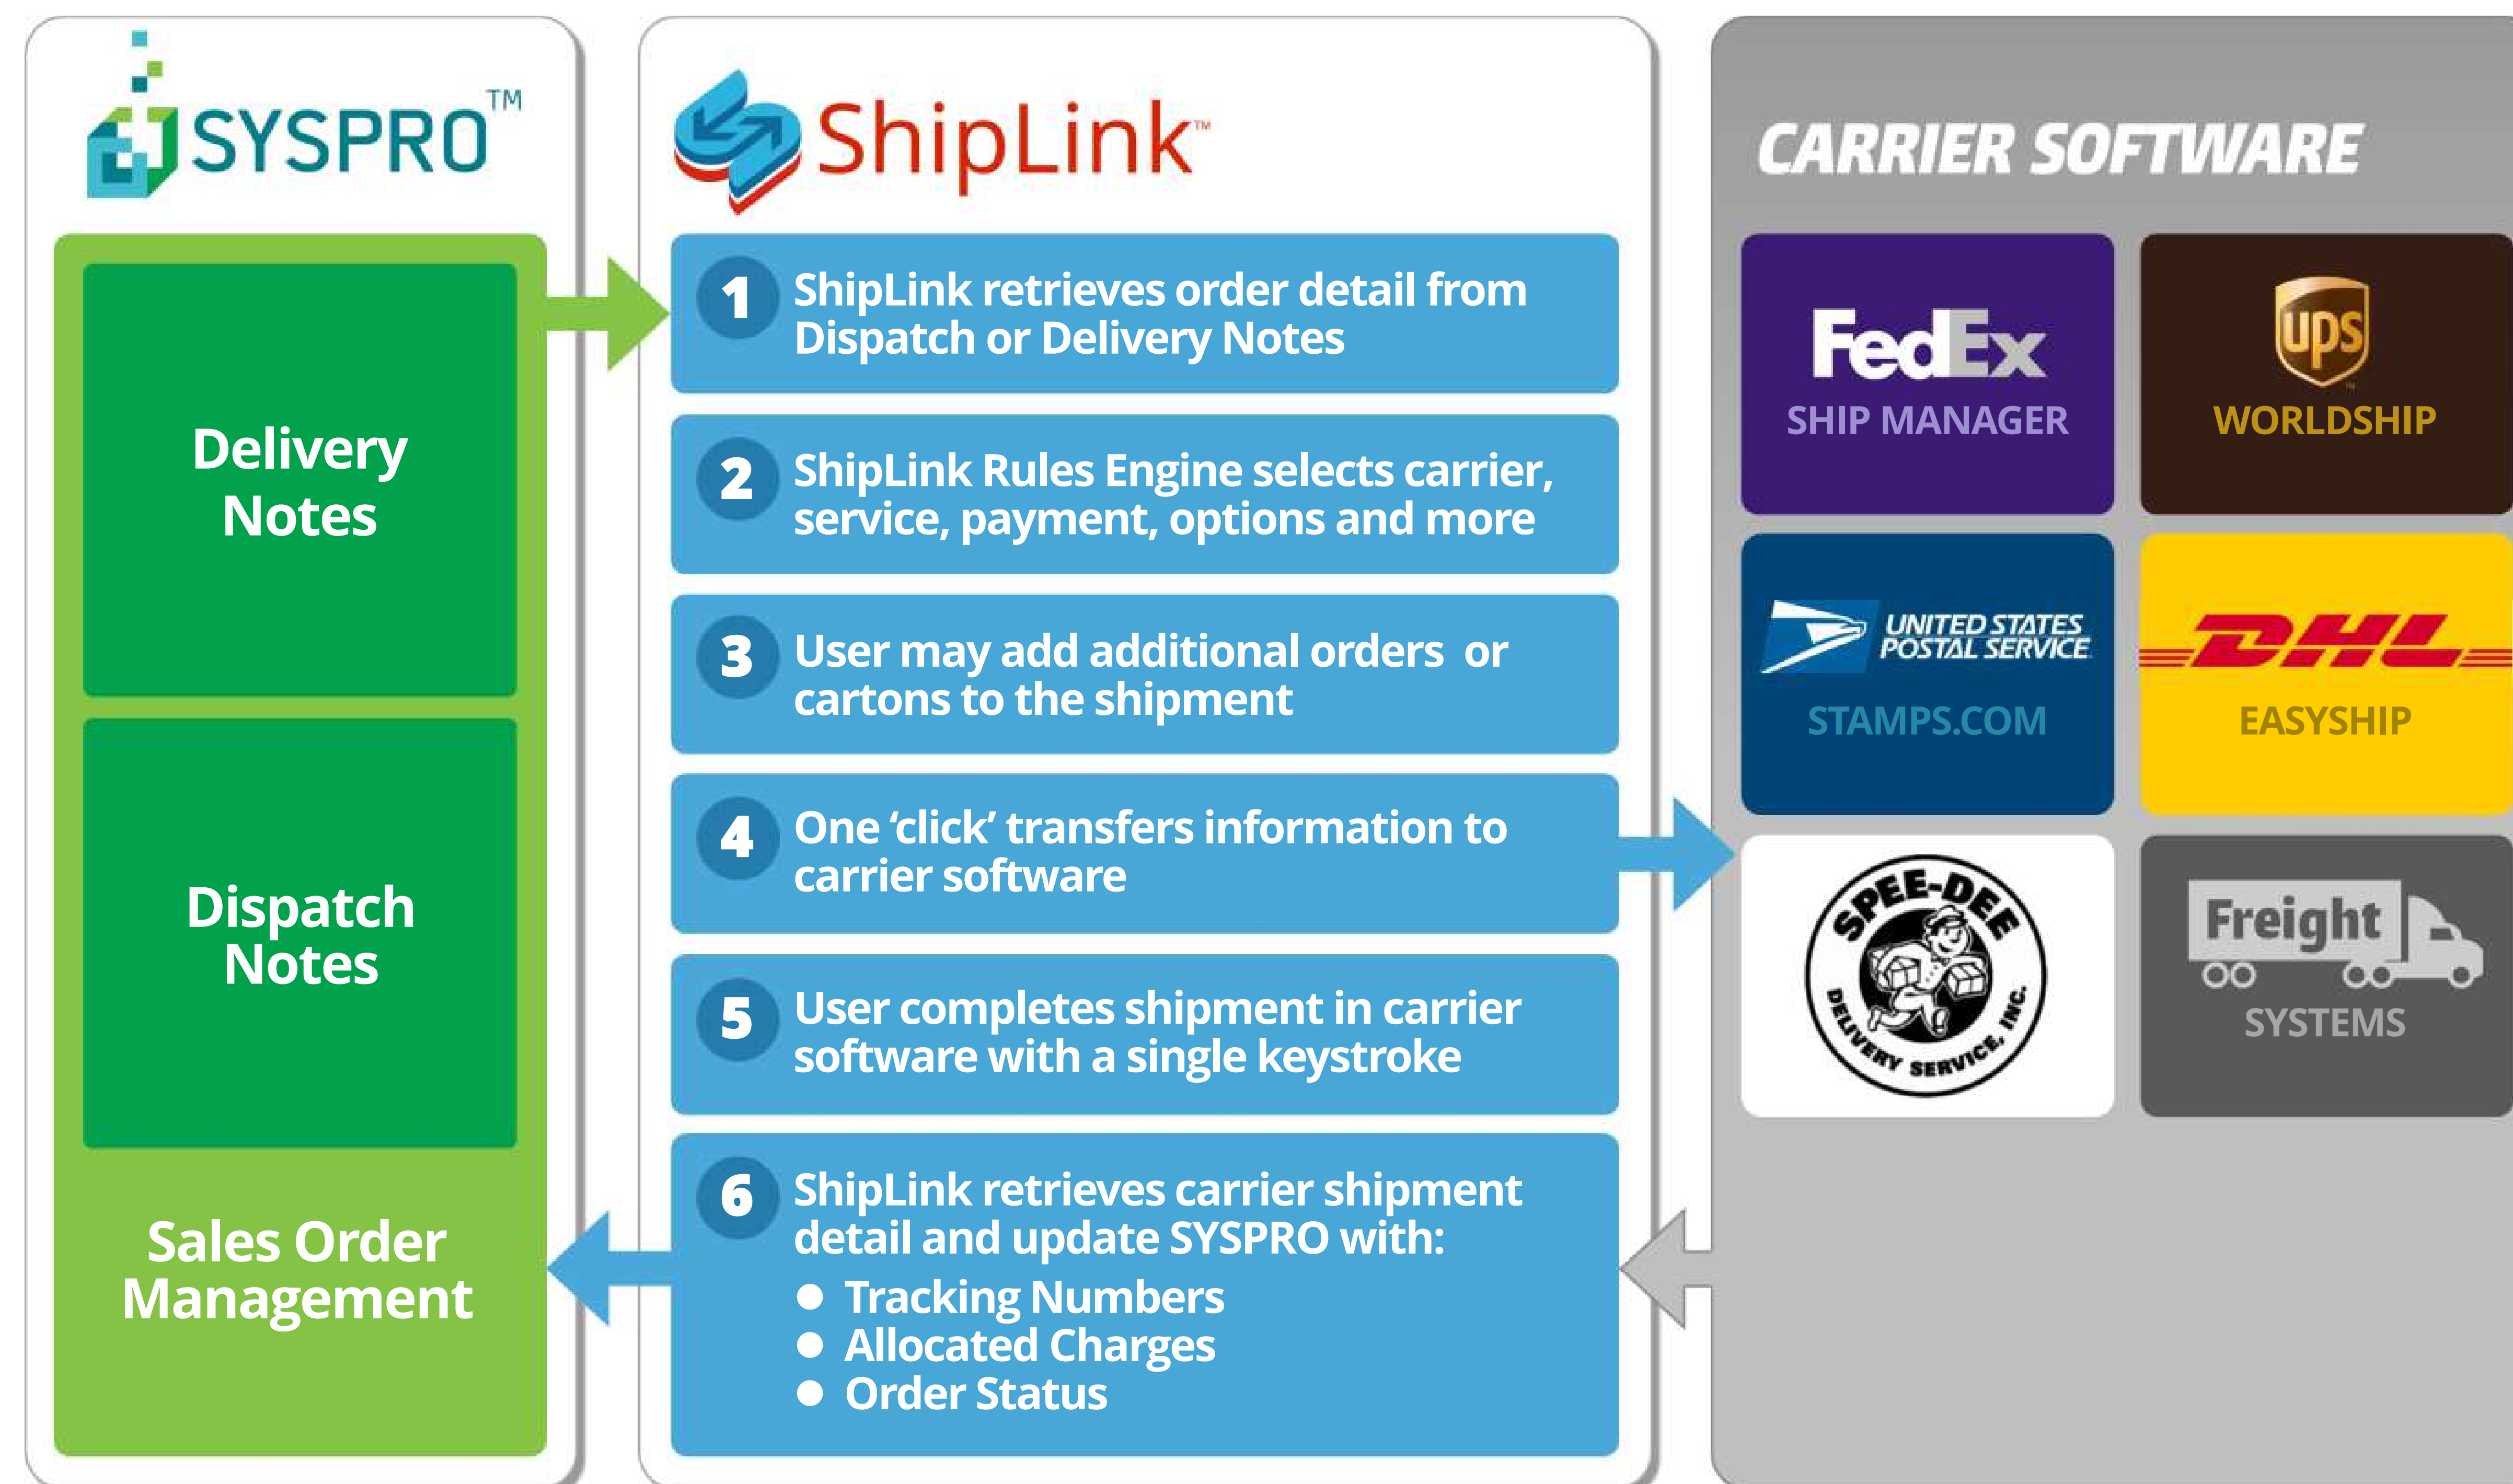 SYSPRO™
Delivery
Notes
Dispatch
Notes
Sales Order
Management
ShipLink™
1
ShipLink retrieves order detail from
Dispatch or Delivery Notes
2
ShipLink Rules Engine selects carrier,
service, payment, options and more
3
User may add additional orders  or
cartons to the shipment
4
One ‘click’ transfers information to
carrier software
5
User completes shipment in carrier
software with a single keystroke
6
ShipLink retrieves carrier shipment
detail and update SYSPRO with:
● Tracking Numbers
● Allocated Charges
● Order Status
CARRIER SOFTWARE
FedEx
SHIP MANAGER
ups
™
WORLDSHIP
UNITED STATES
POSTAL SERVICE
STAMPS.COM
DHL
EASYSHIP
SPEE-DEE
DELIVERY SERVICE, INC.
Freight
SYSTEMS